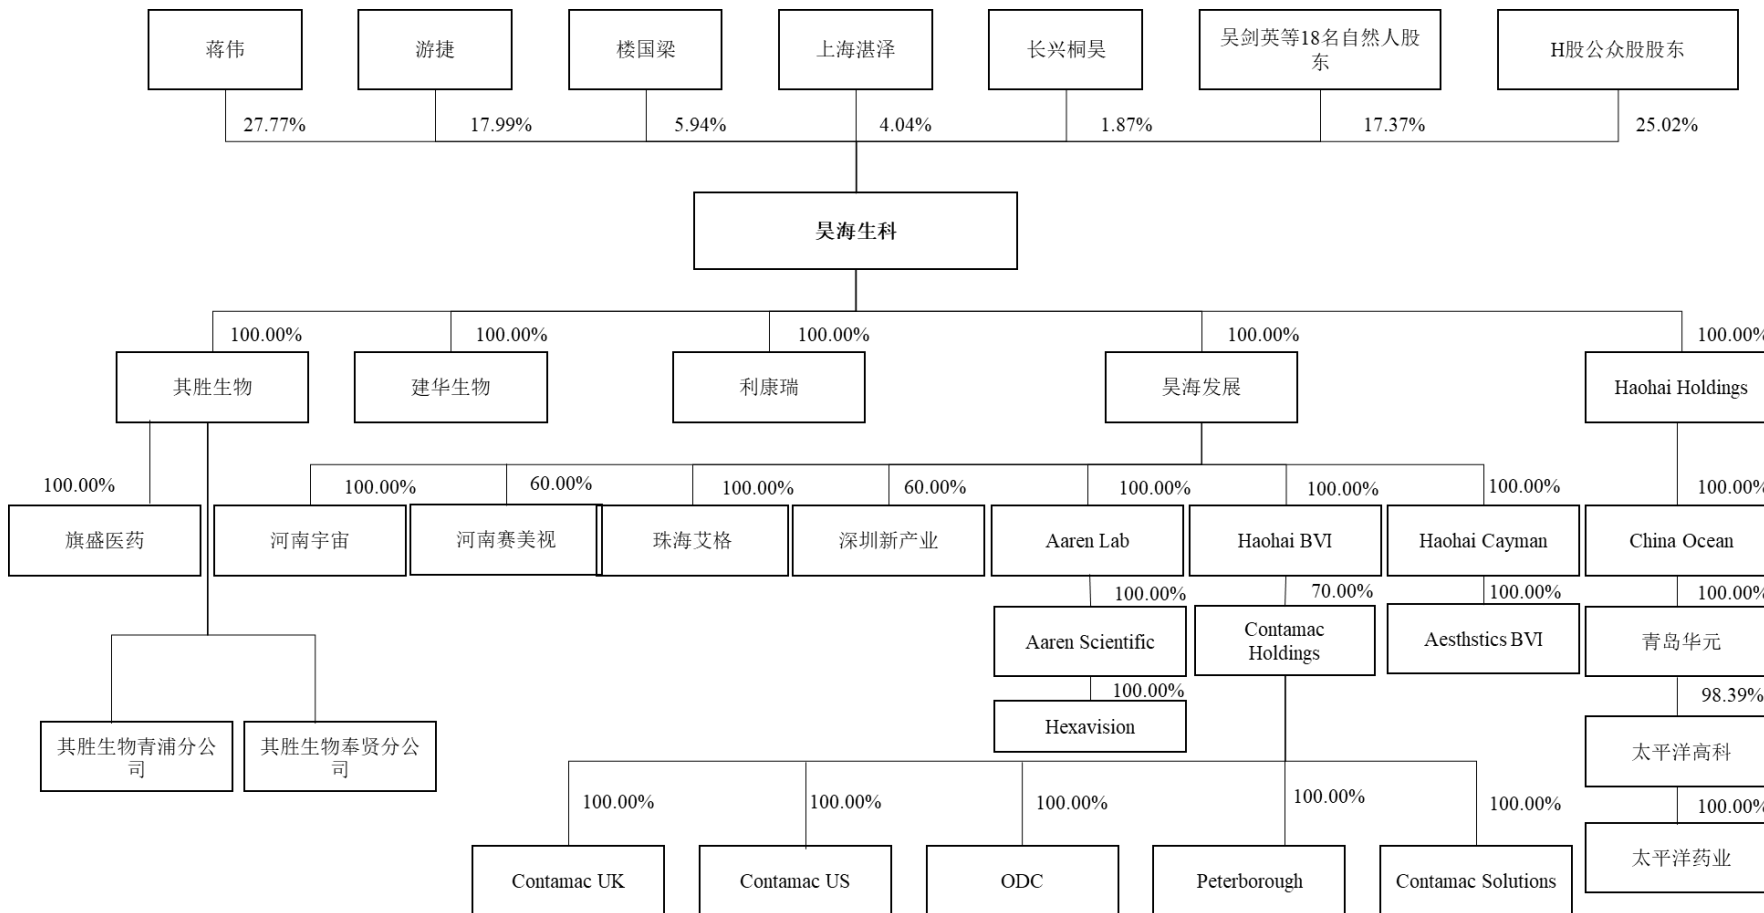 蒋伟
游捷
楼国梁
上海湛泽
长兴桐昊
吴剑英等18名自然人股
东
H股公众股股东
27.77%
17.99%
5.94%
4.04%
1.87%
17.37%
25.02%
昊海生科
100.00%
100.00%
100.00%
100.00%
100.00%
其胜生物
建华生物
利康瑞
昊海发展
Haohai Holdings
100.00%
100.00%
60.00%
100.00%
60.00%
100.00%
100.00%
100.00%
100.00%
旗盛医药
河南宇宙
河南赛美视
珠海艾格
深圳新产业
Aaren Lab
Haohai BVI
Haohai Cayman
China Ocean
100.00%
70.00%
100.00%
100.00%
Aaren Scientific
Contamac
Holdings
Aesthstics BVI
青岛华元
100.00%
98.39%
Hexavision
其胜生物青浦分公
司
其胜生物奉贤分公
司
太平洋高科
100.00%
100.00%
100.00%
100.00%
100.00%
100.00%
太平洋药业
Contamac UK
Contamac US
ODC
Peterborough
Contamac Solutions